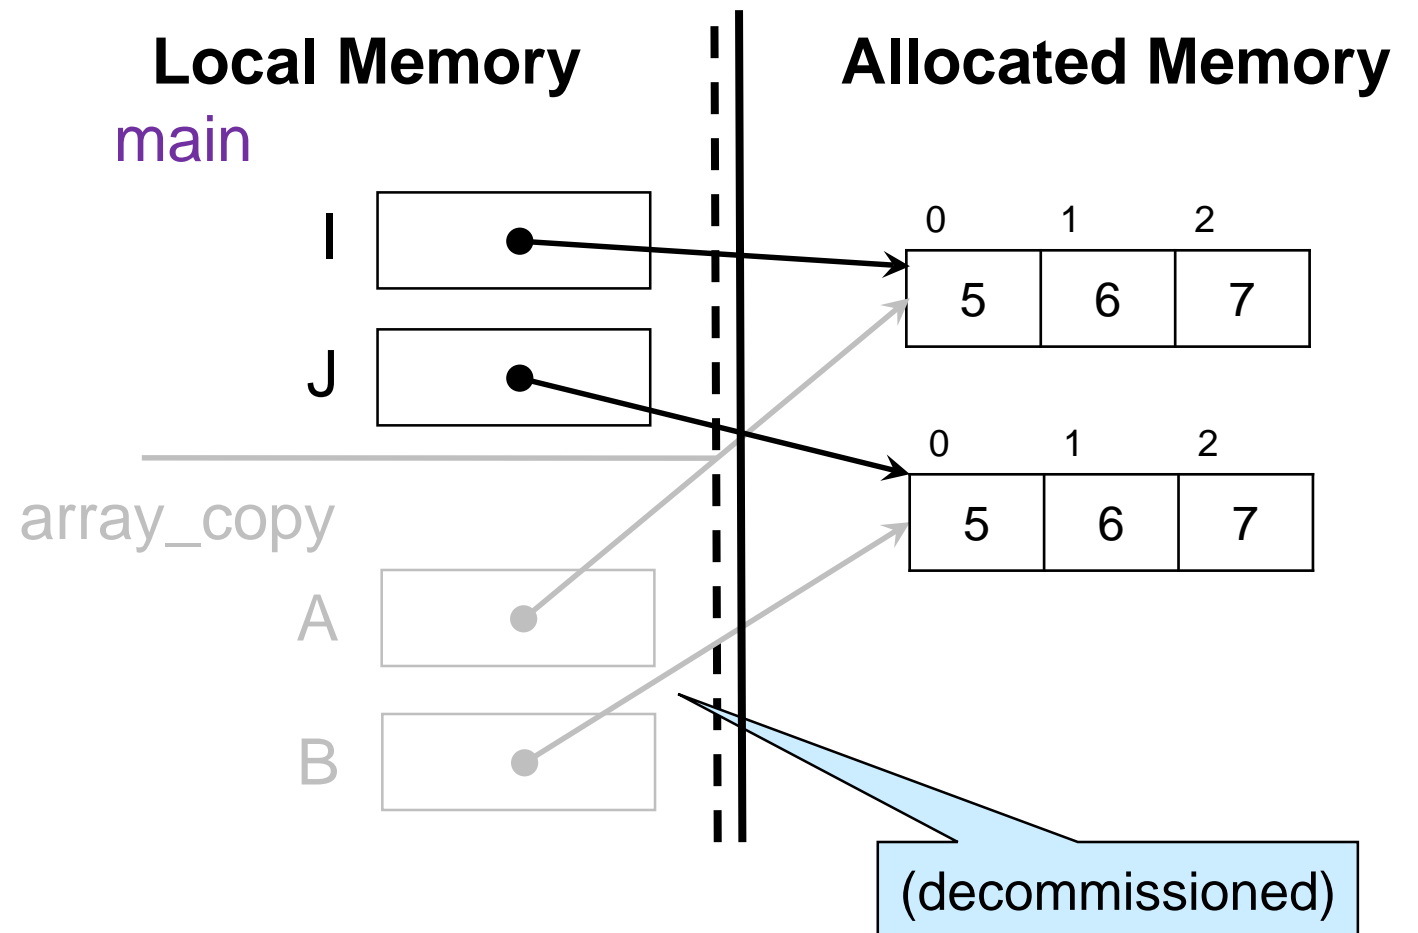 Local Memory
Allocated Memory
main
I
0 1 2
5 6 7
J
0 1 2
5 6 7
array_copy
A
B
(decommissioned)